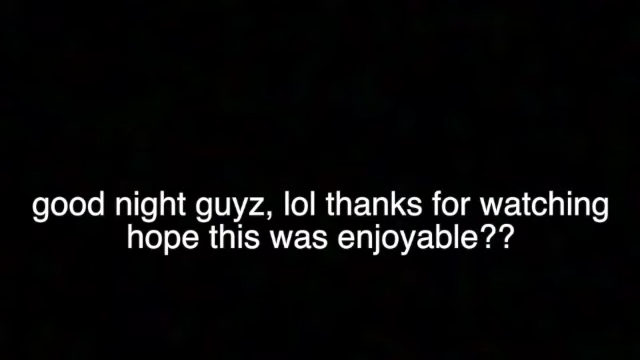 good night guyz, lol thanks for watching
hope this was enjoyable??